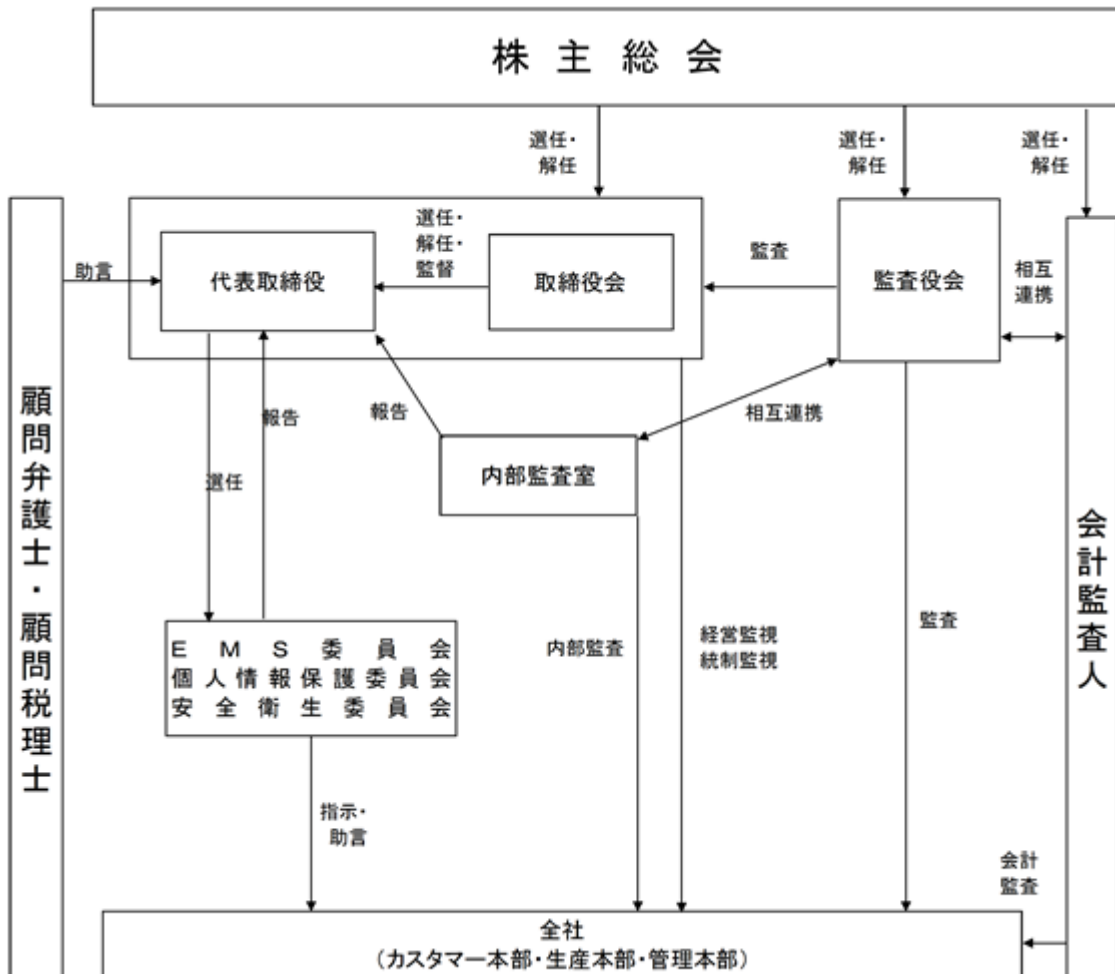 株主総会
選任・
解任
選任・
解任
選任・
解任
選任・
解任・
監督
代表取締役
取締役会
監査
監査役会
相互
連携
助言
報告
報告
相互連携
選任
内部監査室
顧問弁護士・顧問税理士
会計監査人
EMS委員会
個人情報保護委員会
安全衛生委員会
内部監査
経営監視
統制監視
監査
指示・
助言
会計
監査
全社
(カスタマー本部・生産本部・管理本部)